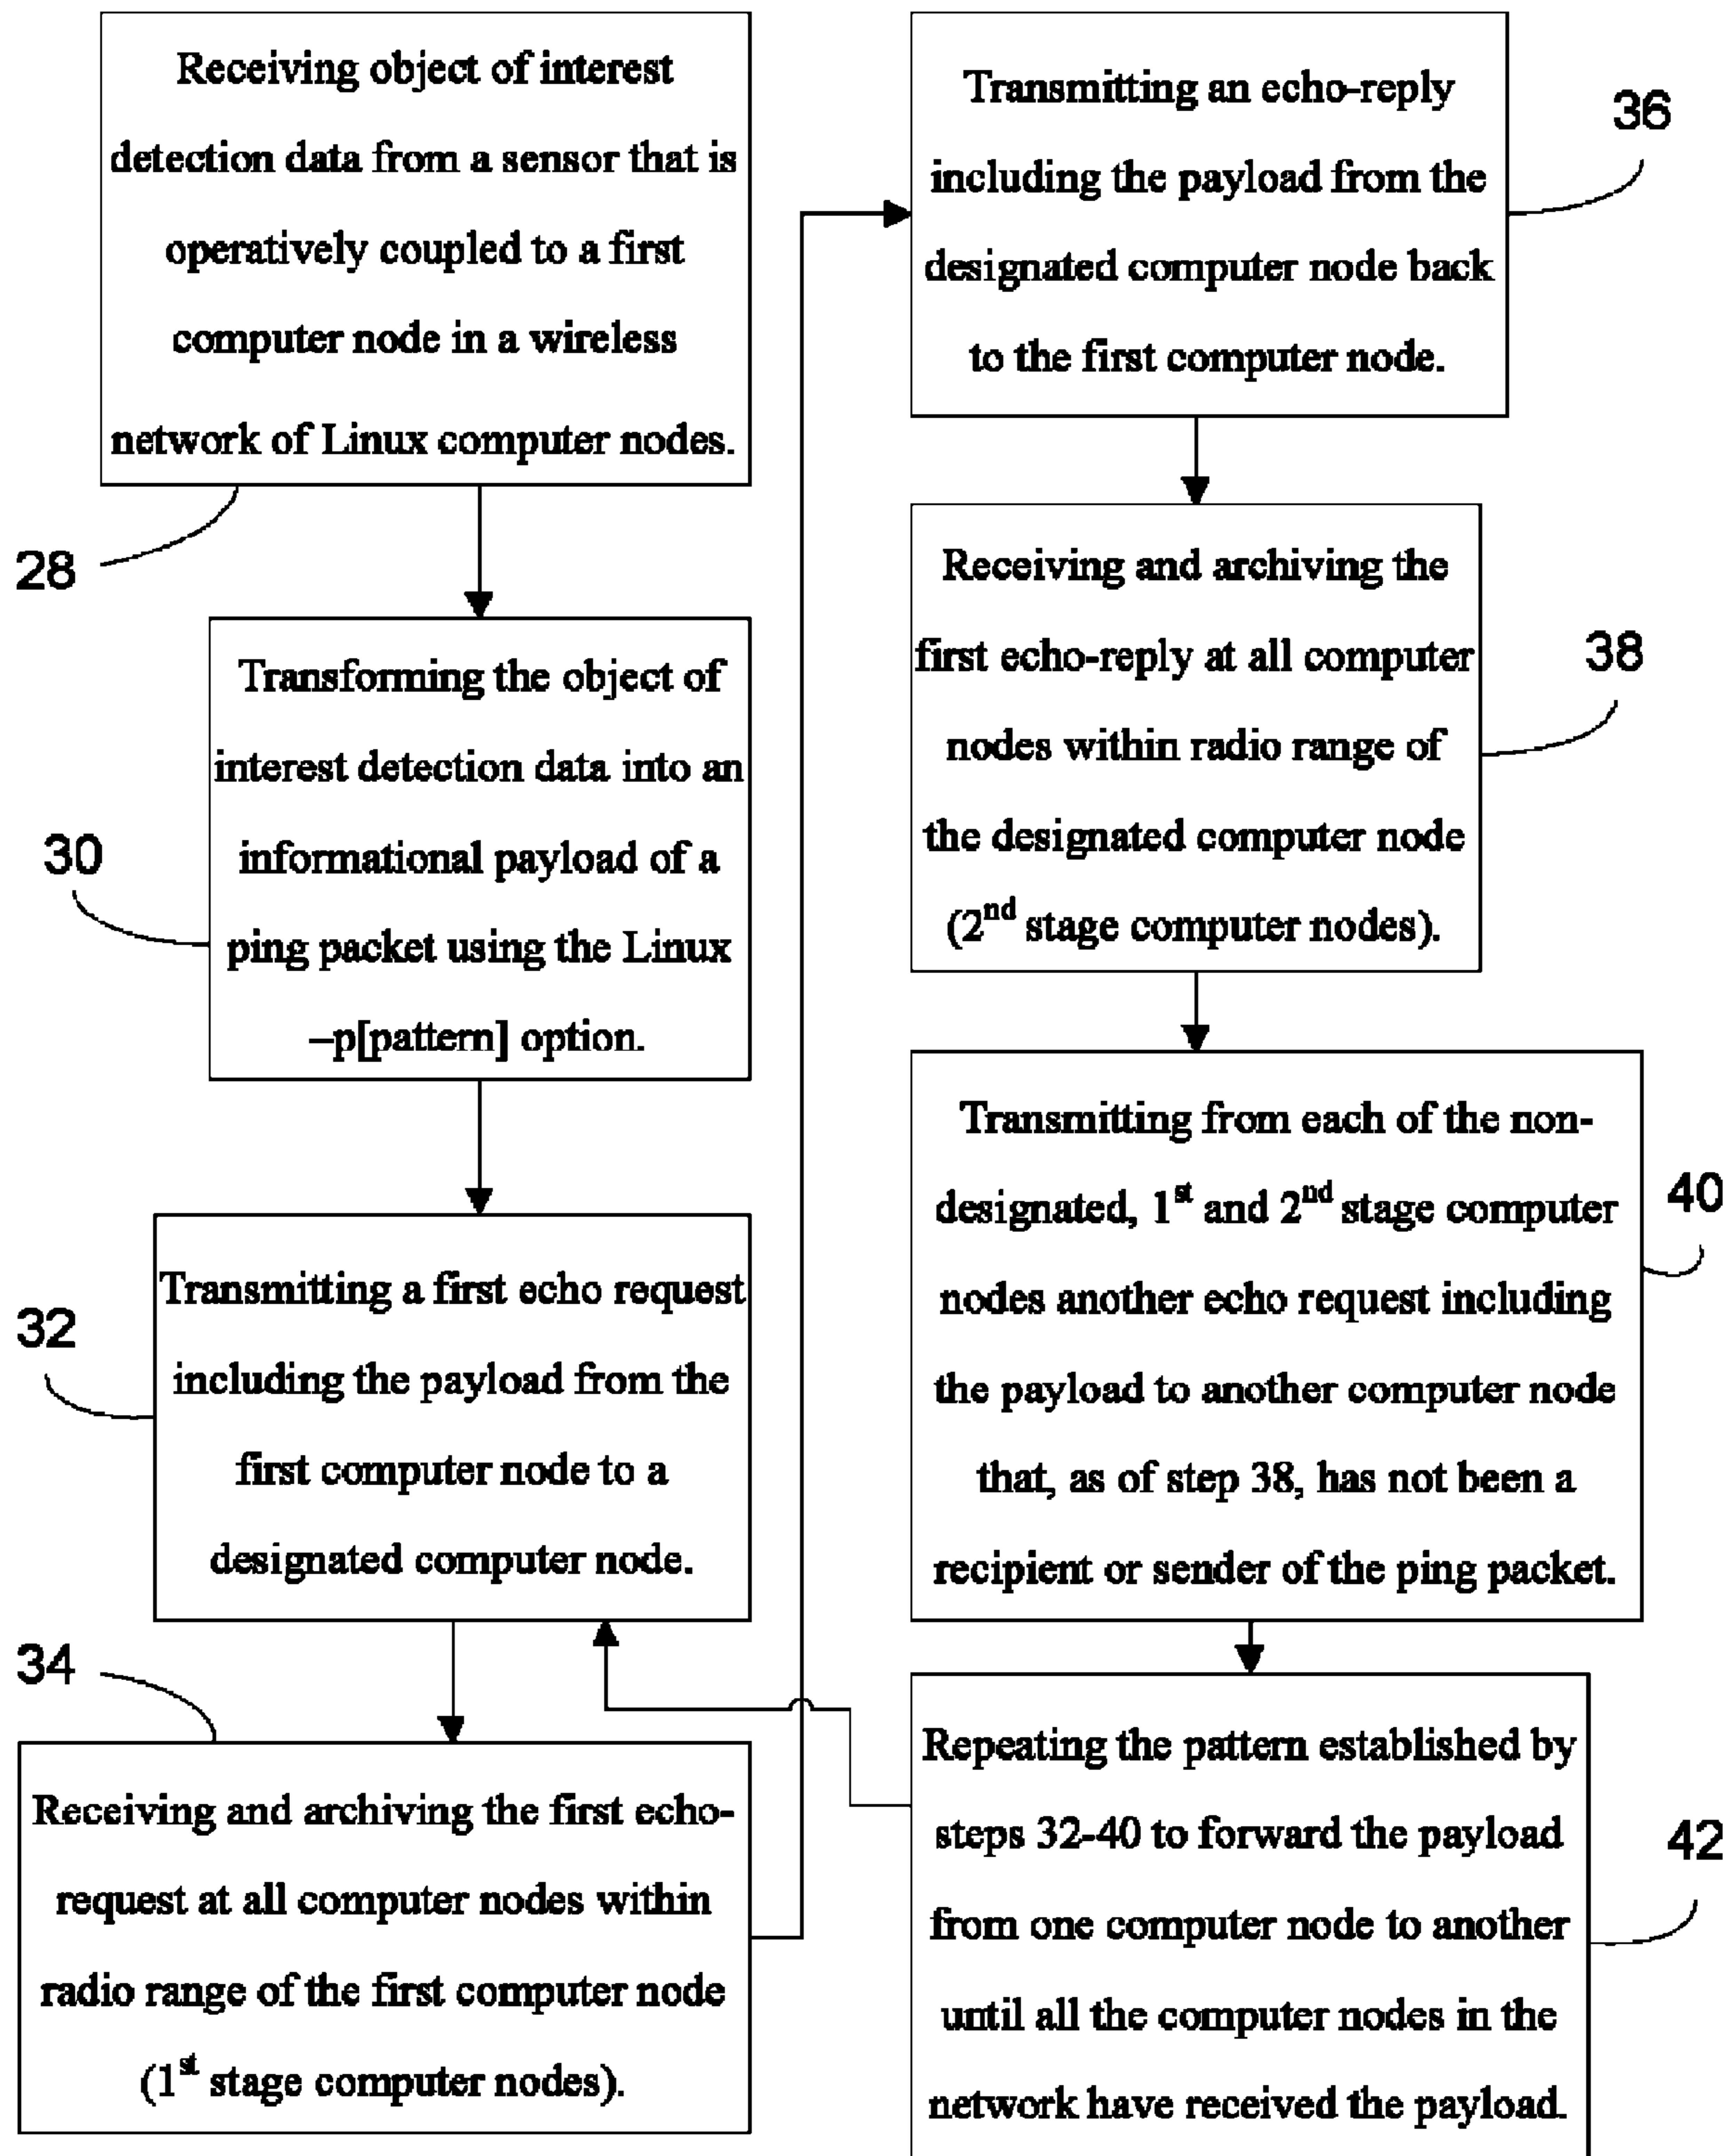 Receiving object of interest
detection data from a sensor that is
operatively coupled to a first
computer node in a wireless
network of Linux computer nodes.
28
Transforming the object of
interest detection data into an
informational payload of a
ping packet using the Linux
–p[pattern] option.
30
Transmitting a first echo request
including the payload from the
first computer node to a
designated computer node.
32
34
Receiving and archiving the first echo-
request at all computer nodes within
radio range of the first computer node
(1st stage computer nodes).
Transmitting an echo-reply
including the payload from the
designated computer node back
to the first computer node.
36
Receiving and archiving the
first echo-reply at all computer
nodes within radio range of
the designated computer node
(2nd stage computer nodes).
38
Transmitting from each of the non-
designated, 1st and 2nd stage computer
nodes another echo request including
the payload to another computer node
that, as of step 38, has not been a
recipient or sender of the ping packet.
40
Repeating the pattern established by
steps 32-40 to forward the payload
from one computer node to another
until all the computer nodes in the
network have received the payload.
42